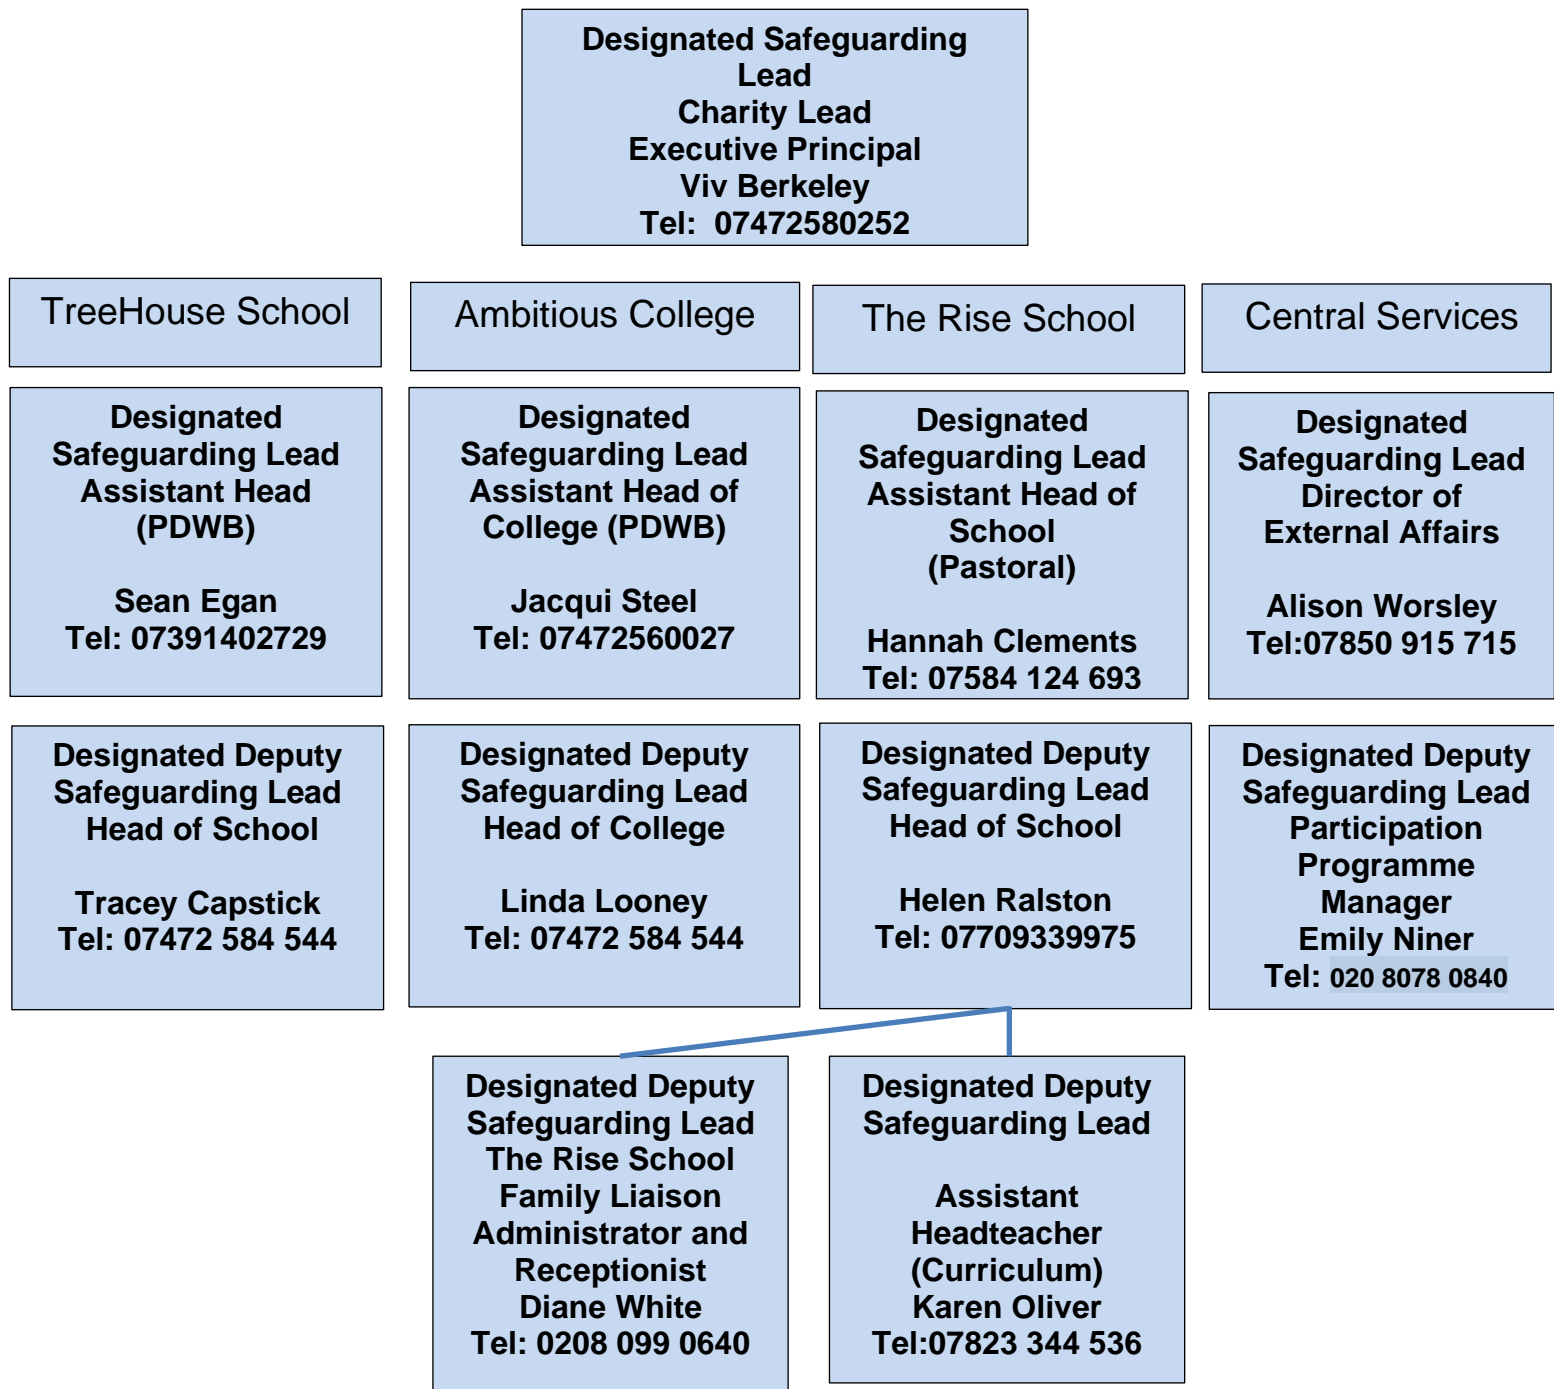 Designated Safeguarding
Lead
Charity Lead
Executive Principal
Viv Berkeley
Tel:  07472580252
TreeHouse School
Ambitious College
The Rise School
Central Services
Designated
Safeguarding Lead
Assistant Head
(PDWB)
Sean Egan
Tel: 07391402729
Designated
Safeguarding Lead
Assistant Head of
College (PDWB)
Jacqui Steel
Tel: 07472560027
Designated
Safeguarding Lead
Assistant Head of
School
(Pastoral)
Hannah Clements
Tel: 07584 124 693
Designated
Safeguarding Lead
Director of
External Affairs
Alison Worsley
Tel:07850 915 715
Designated Deputy
Safeguarding Lead
Head of School
Tracey Capstick
Tel: 07472 584 544
Designated Deputy
Safeguarding Lead
Head of College
Linda Looney
Tel: 07472 584 544
Designated Deputy
Safeguarding Lead
Head of School
Helen Ralston
Tel: 07709339975
Designated Deputy
Safeguarding Lead
Participation
Programme
Manager
Emily Niner
Tel: 020 8078 0840
Designated Deputy
Safeguarding Lead
The Rise School
Family Liaison
Administrator and
Receptionist
Diane White
Tel: 0208 099 0640
Designated Deputy
Safeguarding Lead
Assistant
Headteacher
(Curriculum)
Karen Oliver
Tel:07823 344 536